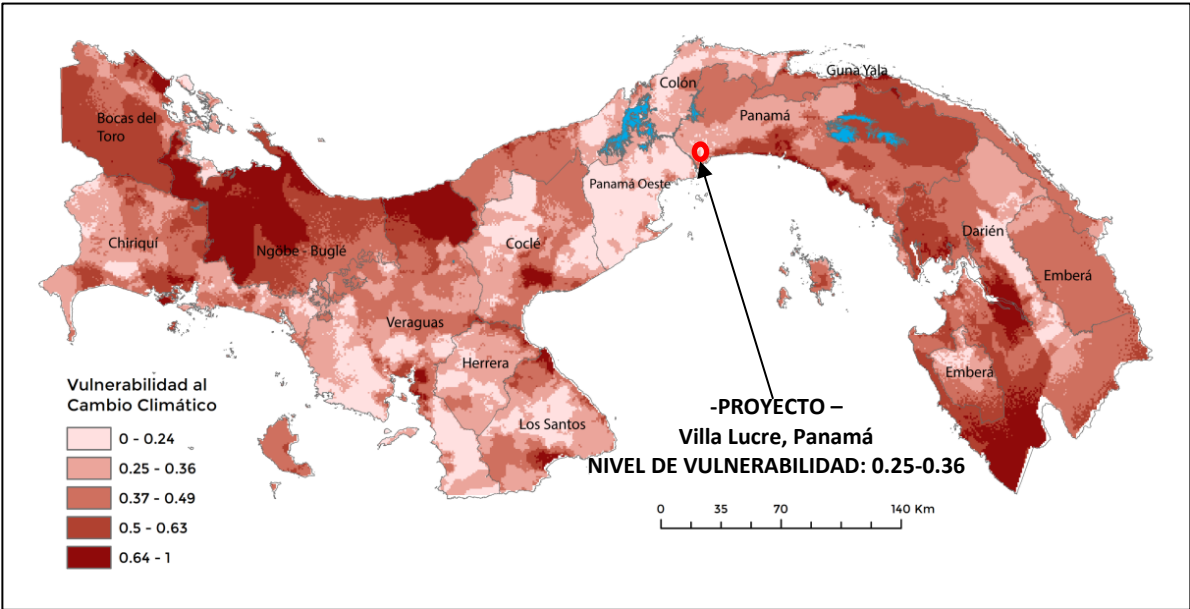 Guna Yala
Colón
Bocas del
Toro
Panamá
Panamá Oeste
Chiriquí
Ngöbe - Buglé
Coclé
Darién
Emberá
Veraguas
Herrera
Emberá
Los Santos
Vulnerabilidad al
Cambio Climático
0 - 0.24
0.25 - 0.36
0.37 - 0.49
0.5 - 0.63
0.64 - 1
-PROYECTO –
Villa Lucre, Panamá
NIVEL DE VULNERABILIDAD: 0.25-0.36
0 35 70 140 Km